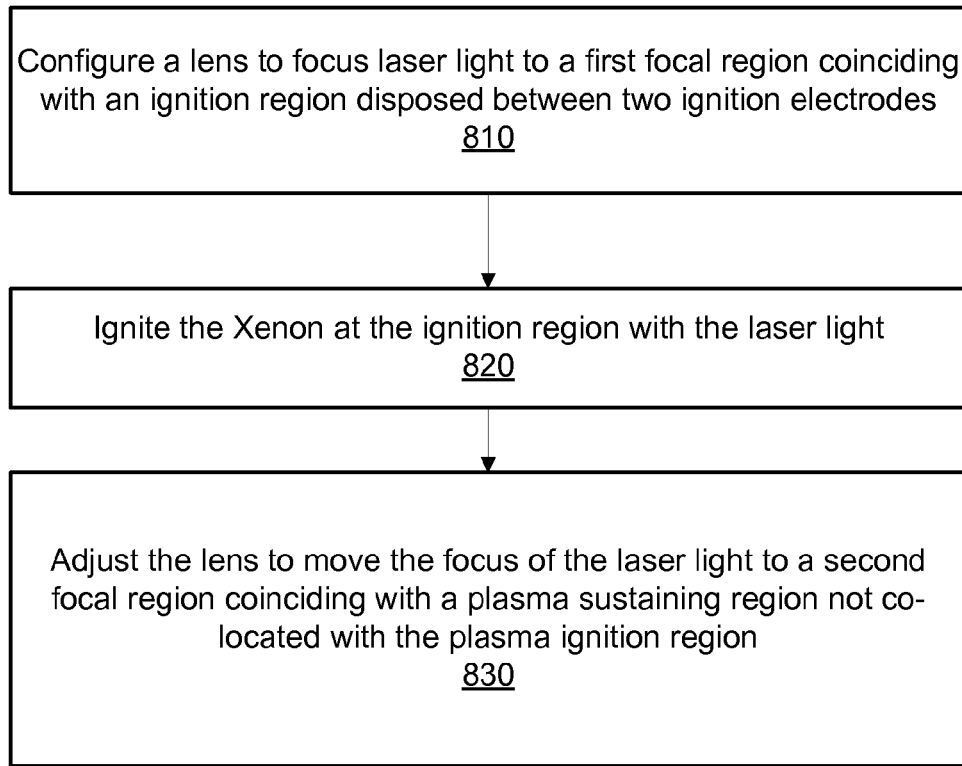 Configure a lens to focus laser light to a first focal region coinciding
with an ignition region disposed between two ignition electrodes
810
Ignite the Xenon at the ignition region with the laser light
820
Adjust the lens to move the focus of the laser light to a second
focal region coinciding with a plasma sustaining region not co-
located with the plasma ignition region
830